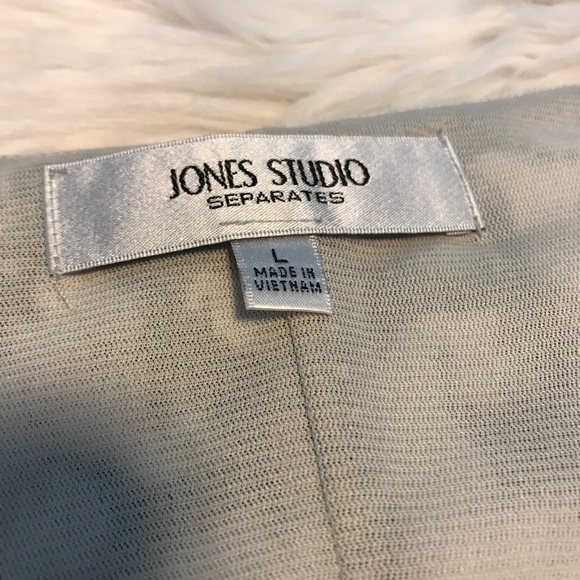 JONES STUDIO
SEPARATES
L
MADE IN
VIETNAM